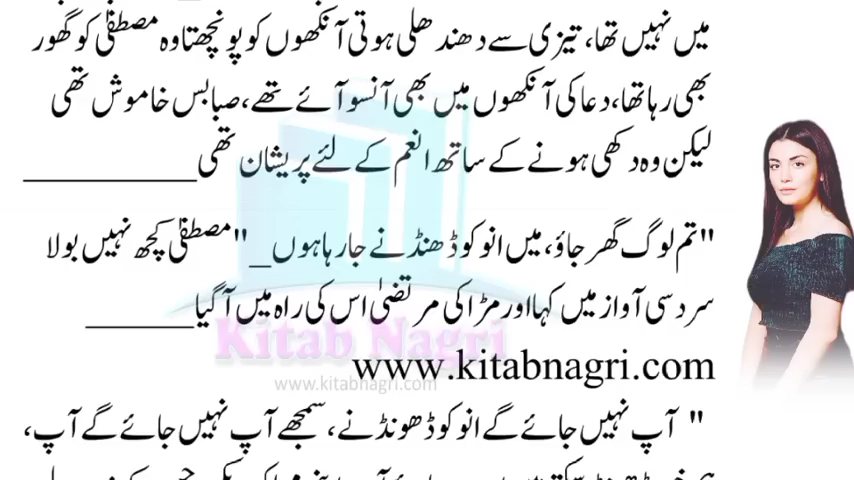 میں نہیں تھا، تیزی سے دھندھلی ہوتی آنکھوں کو پونچھتا وہ مصطفیٰ کو گھور
بھی رہا تھا، دعا کی آنکھوں میں بھی آنسو آئے تھے، صبا بس خاموش تھی
لیکن وہ دکھی ہونے کے ساتھ انعم کے لئے پریشان تھی__________
"تم لوگ گھر جاؤ، میں انو کو ڈھنڈنے جا رہا ہوں_" مصطفیٰ کچھ نہیں بولا
سرد سی آواز میں کہا اور مڑا کی مرتضیٰ اس کی راہ میں آ گیا______
Kitab Nagri
www.kitabnagri.com
www.kitabnagri.com
" آپ نہیں جائے گے انو کو ڈھونڈنے، سمجھے آپ نہیں جائے گے آپ،